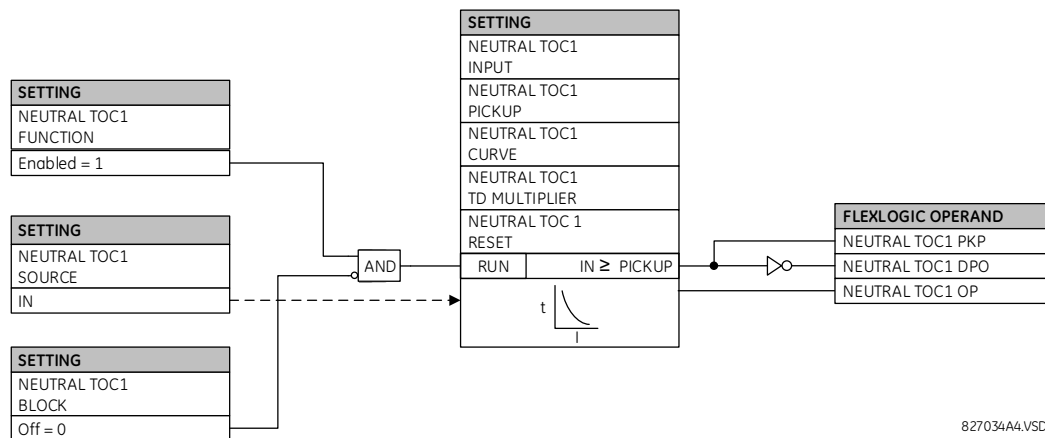 SETTING
NEUTRAL TOC1
FUNCTION
Enabled = 1
SETTING
NEUTRAL TOC1
SOURCE
IN
SETTING
NEUTRAL TOC1
BLOCK
Off = 0
AND
SETTING
NEUTRAL TOC1
INPUT
NEUTRAL TOC1
PICKUP
NEUTRAL TOC1
CURVE
NEUTRAL TOC1
TD MULTIPLIER
NEUTRAL TOC 1
RESET
RUN IN ≥ PICKUP
t
I
FLEXLOGIC OPERAND
NEUTRAL TOC1 PKP
NEUTRAL TOC1 DPO
NEUTRAL TOC1 OP
827034A4.VSD